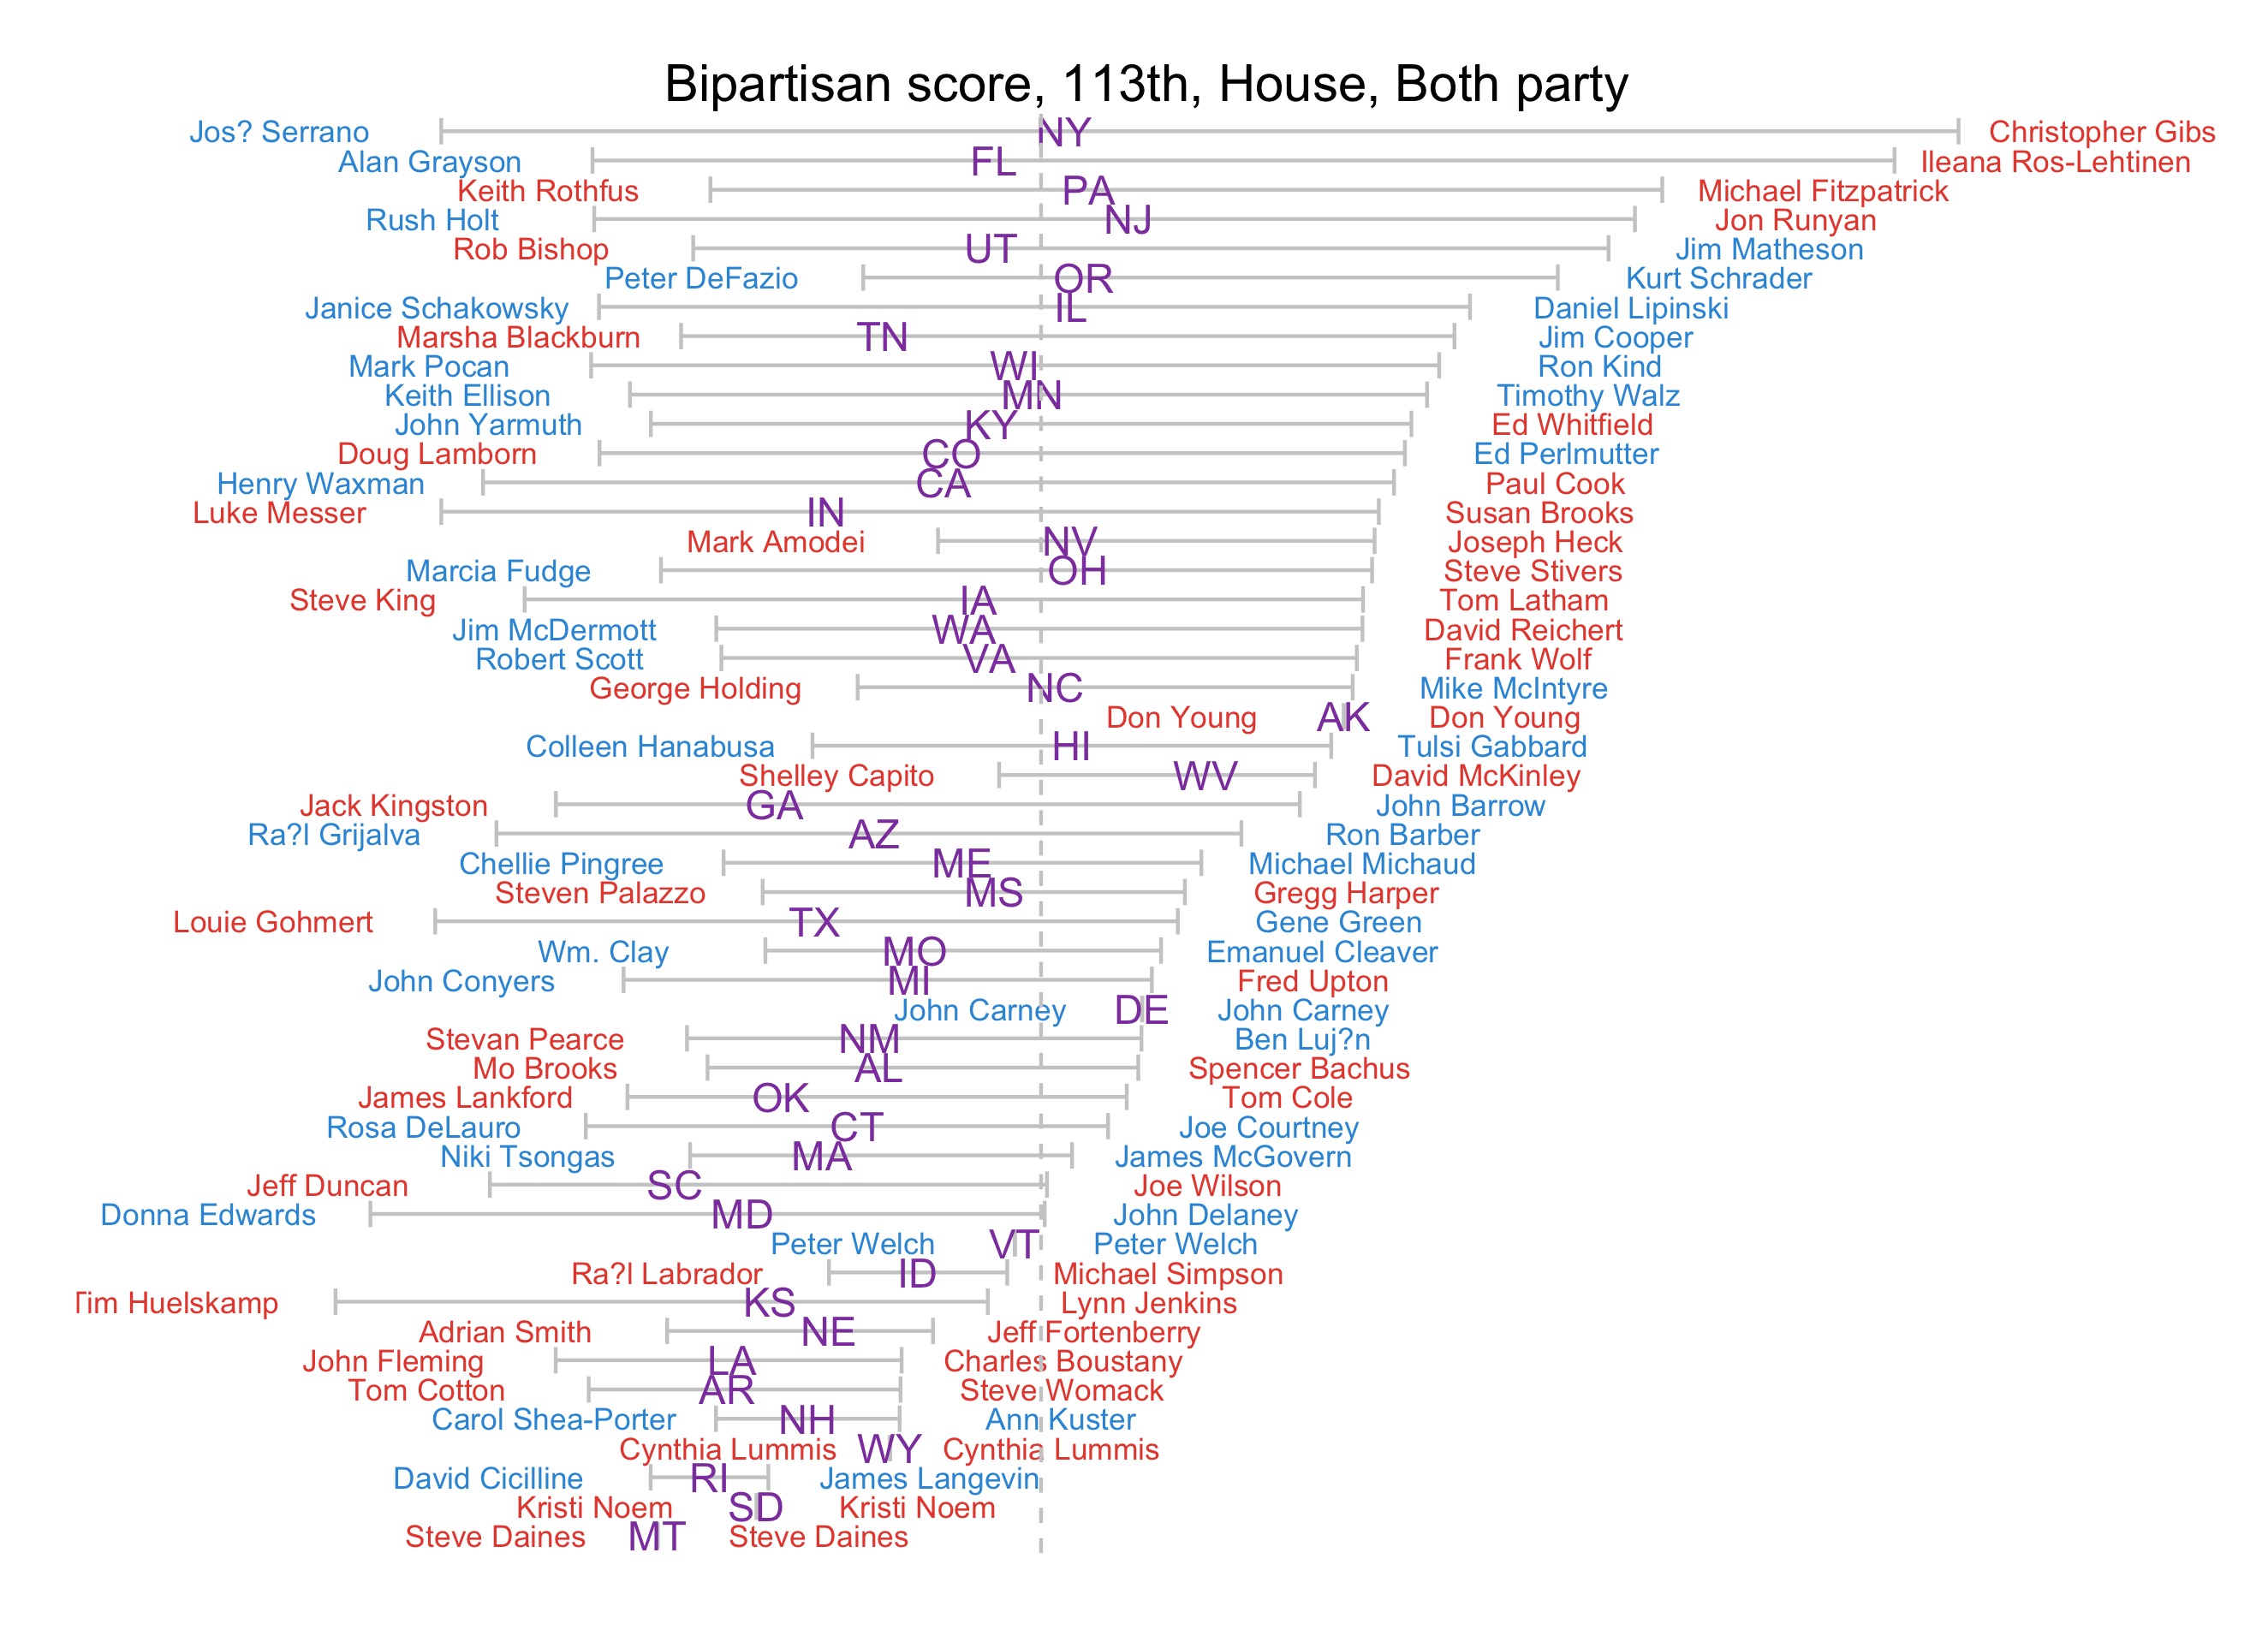 Bipartisan score, 113th, House, Both party
Jos? Serrano NY Christopher Gibs
Alan Grayson FL Ileana Ros-Lehtinen
Keith Rothfus PA Michael Fitzpatrick
Rush Holt NJ Jon Runyan
Rob Bishop UT Jim Matheson
Peter DeFazio OR Kurt Schrader
Janice Schakowsky IL Daniel Lipinski
Marsha Blackburn TN Jim Cooper
Mark Pocan WI Ron Kind
Keith Ellison MN Timothy Walz
John Yarmuth KY Ed Whitfield
Doug Lamborn CO Ed Perlmutter
Henry Waxman CA Paul Cook
Luke Messer IN Susan Brooks
Mark Amodei NV Joseph Heck
Marcia Fudge OH Steve Stivers
Steve King IA Tom Latham
Jim McDermott WA David Reichert
Robert Scott VA Frank Wolf
George Holding NC Mike McIntyre
Don Young AK Don Young
Colleen Hanabusa HI Tulsi Gabbard
Shelley Capito WV David McKinley
Jack Kingston GA John Barrow
Ra?l Grijalva AZ Ron Barber
Chellie Pingree ME Michael Michaud
Steven Palazzo MS Gregg Harper
Louie Gohmert TX Gene Green
Wm. Clay MO Emanuel Cleaver
John Conyers MI Fred Upton
John Carney DE John Carney
Stevan Pearce NM Ben Luj?n
Mo Brooks AL Spencer Bachus
James Lankford OK Tom Cole
Rosa DeLauro CT Joe Courtney
Niki Tsongas MA James McGovern
Jeff Duncan SC Joe Wilson
Donna Edwards MD John Delaney
Peter Welch VT Peter Welch
Ra?l Labrador ID Michael Simpson
Tim Huelskamp KS Lynn Jenkins
Adrian Smith NE Jeff Fortenberry
John Fleming LA Charles Boustany
Tom Cotton AR Steve Womack
Carol Shea-Porter NH Ann Kuster
Cynthia Lummis WY Cynthia Lummis
David Cicilline RI James Langevin
Kristi Noem SD Kristi Noem
Steve Daines MT Steve Daines